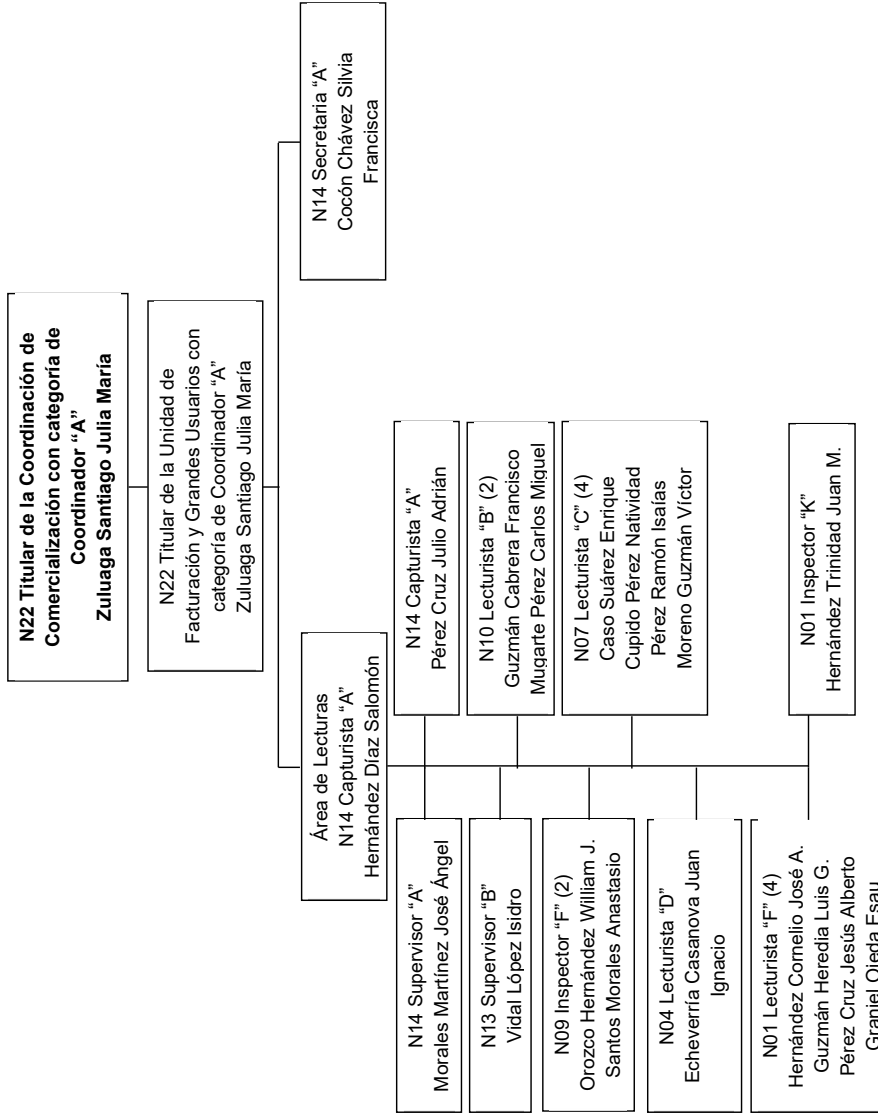 N22 Titular de la Coordinación de
Comercialización con categoría de
Coordinador “A”
Zuluaga Santiago Julia María
N22 Titular de la Unidad de
Facturación y Grandes Usuarios con
categoría de Coordinador “A”
Zuluaga Santiago Julia María
Área de Lecturas
N14 Capturista “A”
Hernández Díaz Salomón
N14 Secretaria “A”
Cocón Chávez Silvia
Francisca
N14 Supervisor “A”
Morales Martínez José Ángel
N14 Capturista “A”
Pérez Cruz Julio Adrián
N13 Supervisor “B”
Vidal López Isidro
N10 Lecturista “B” (2)
Guzmán Cabrera Francisco
Mugarte Pérez Carlos Miguel
N09 Inspector “F” (2)
Orozco Hernández William J.
Santos Morales Anastasio
N07 Lecturista “C” (4)
Caso Suárez Enrique
Cupido Pérez Natividad
Pérez Ramón Isaías
Moreno Guzmán Víctor
N04 Lecturista “D”
Echeverría Casanova Juan
Ignacio
N01 Lecturista “F” (4)
Hernández Cornelio José A.
Guzmán Heredia Luis G.
Pérez Cruz Jesús Alberto
Graniel Ojeda Esau
N01 Inspector “K”
Hernández Trinidad Juan M.